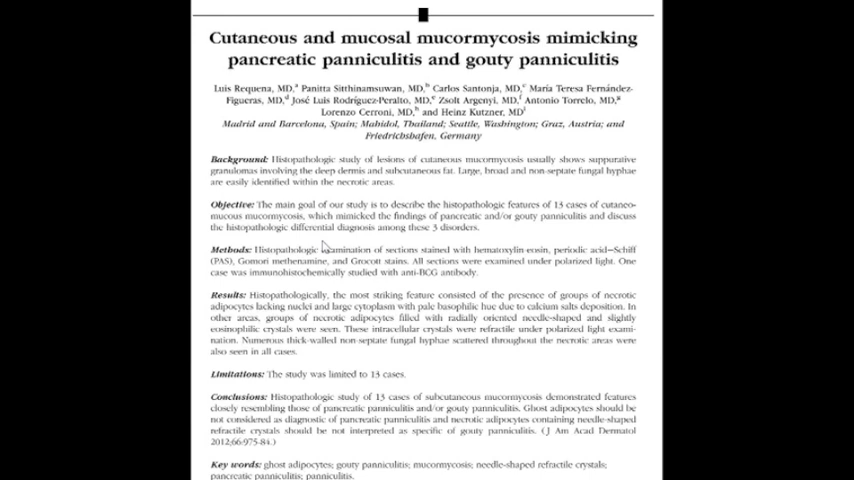 Cutaneous and mucosal mucormycosis mimicking
pancreatic panniculitis and gouty panniculitis
Luis Requena, MD,a Panitta Sitthinamsuwan, MD,b Carlos Santonja, MD,c María Teresa Fernández-
Figueras, MD,d José Luis Rodríguez-Peralto, MD,e Zsolt Argenyi, MD,f Antonio Torrelo, MD,g
Lorenzo Cerroni, MD,h and Heinz Kutzner, MDi
Madrid and Barcelona, Spain; Mahidol, Thailand; Seattle, Washington; Graz, Austria; and
Friedrichshafen, Germany
Background: Histopathologic study of lesions of cutaneous mucormycosis usually shows suppurative
granulomas involving the deep dermis and subcutaneous fat. Large, broad and non-septate fungal hyphae
are easily identified within the necrotic areas.
Objective: The main goal of our study is to describe the histopathologic features of 13 cases of cutaneo-
mucous mucormycosis, which mimicked the findings of pancreatic and/or gouty panniculitis and discuss
the histopathologic differential diagnosis among these 3 disorders.
Methods: Histopathologic examination of sections stained with hematoxylin-eosin, periodic acid–Schiff
(PAS), Gomori methenamine, and Grocott stains. All sections were examined under polarized light. One
case was immunohistochemically studied with anti-BCG antibody.
Results: Histopathologically, the most striking feature consisted of the presence of groups of necrotic
adipocytes lacking nuclei and large cytoplasm with pale basophilic hue due to calcium salts deposition. In
other areas, groups of necrotic adipocytes filled with radially oriented needle-shaped and slightly
eosinophilic crystals were seen. These intracellular crystals were refractile under polarized light exami-
nation. Numerous thick-walled non-septate fungal hyphae scattered throughout the necrotic areas were
also seen in all cases.
Limitations: The study was limited to 13 cases.
Conclusions: Histopathologic study of 13 cases of subcutaneous mucormycosis demonstrated features
closely resembling those of pancreatic panniculitis and/or gouty panniculitis. Ghost adipocytes should be
not considered as diagnostic of pancreatic panniculitis and necrotic adipocytes containing needle-shaped
refractile crystals should be not interpreted as specific of gouty panniculitis. ( J Am Acad Dermatol
2012;66:975-84.)
Key words: ghost adipocytes; gouty panniculitis; mucormycosis; needle-shaped refractile crystals;
pancreatic panniculitis; panniculitis.